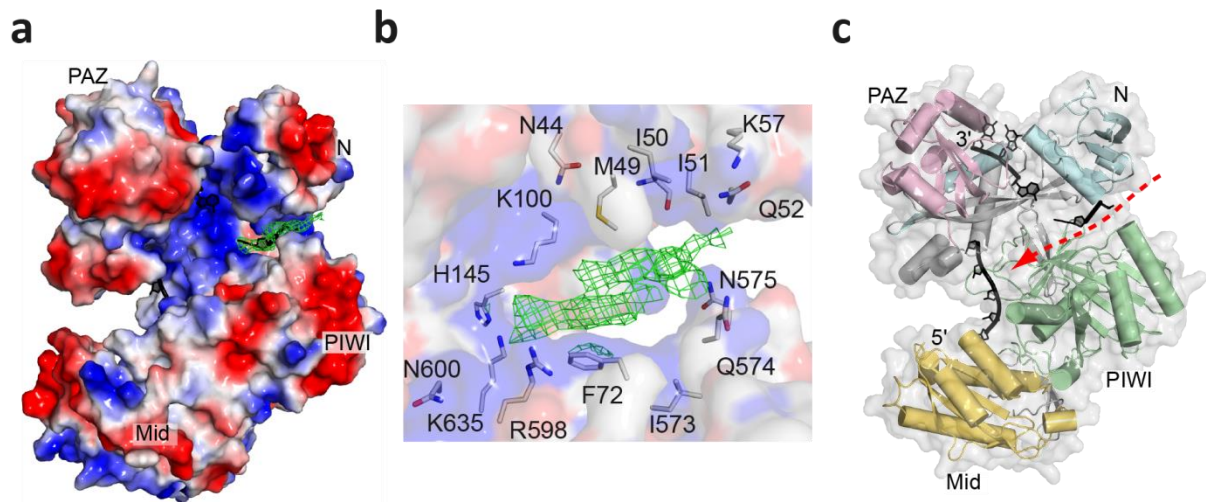 a
PAZ
N
PIWI
Mid
b
N44
I50
K57
M49
I51
K100
Q52
H145
N575
N600
Q574
K635
F72
R598
I573
c
PAZ
N
3'
5'
PIWI
Mid